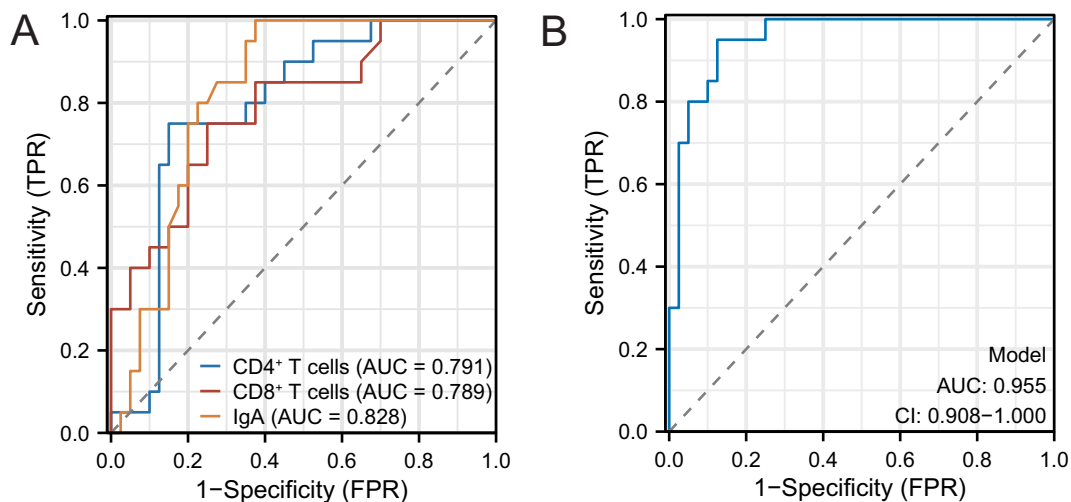 A
Sensitivity (TPR)
1.0
0.8
0.6
0.4
0.2
0.0
CD4⁺ T cells (AUC = 0.791)
CD8⁺ T cells (AUC = 0.789)
IgA (AUC = 0.828)
0.0 0.2 0.4 0.6 0.8 1.0
1−Specificity (FPR)
B
Sensitivity (TPR)
1.0
0.8
0.6
0.4
0.2
0.0
Model
AUC: 0.955
CI: 0.908−1.000
0.0 0.2 0.4 0.6 0.8 1.0
1−Specificity (FPR)